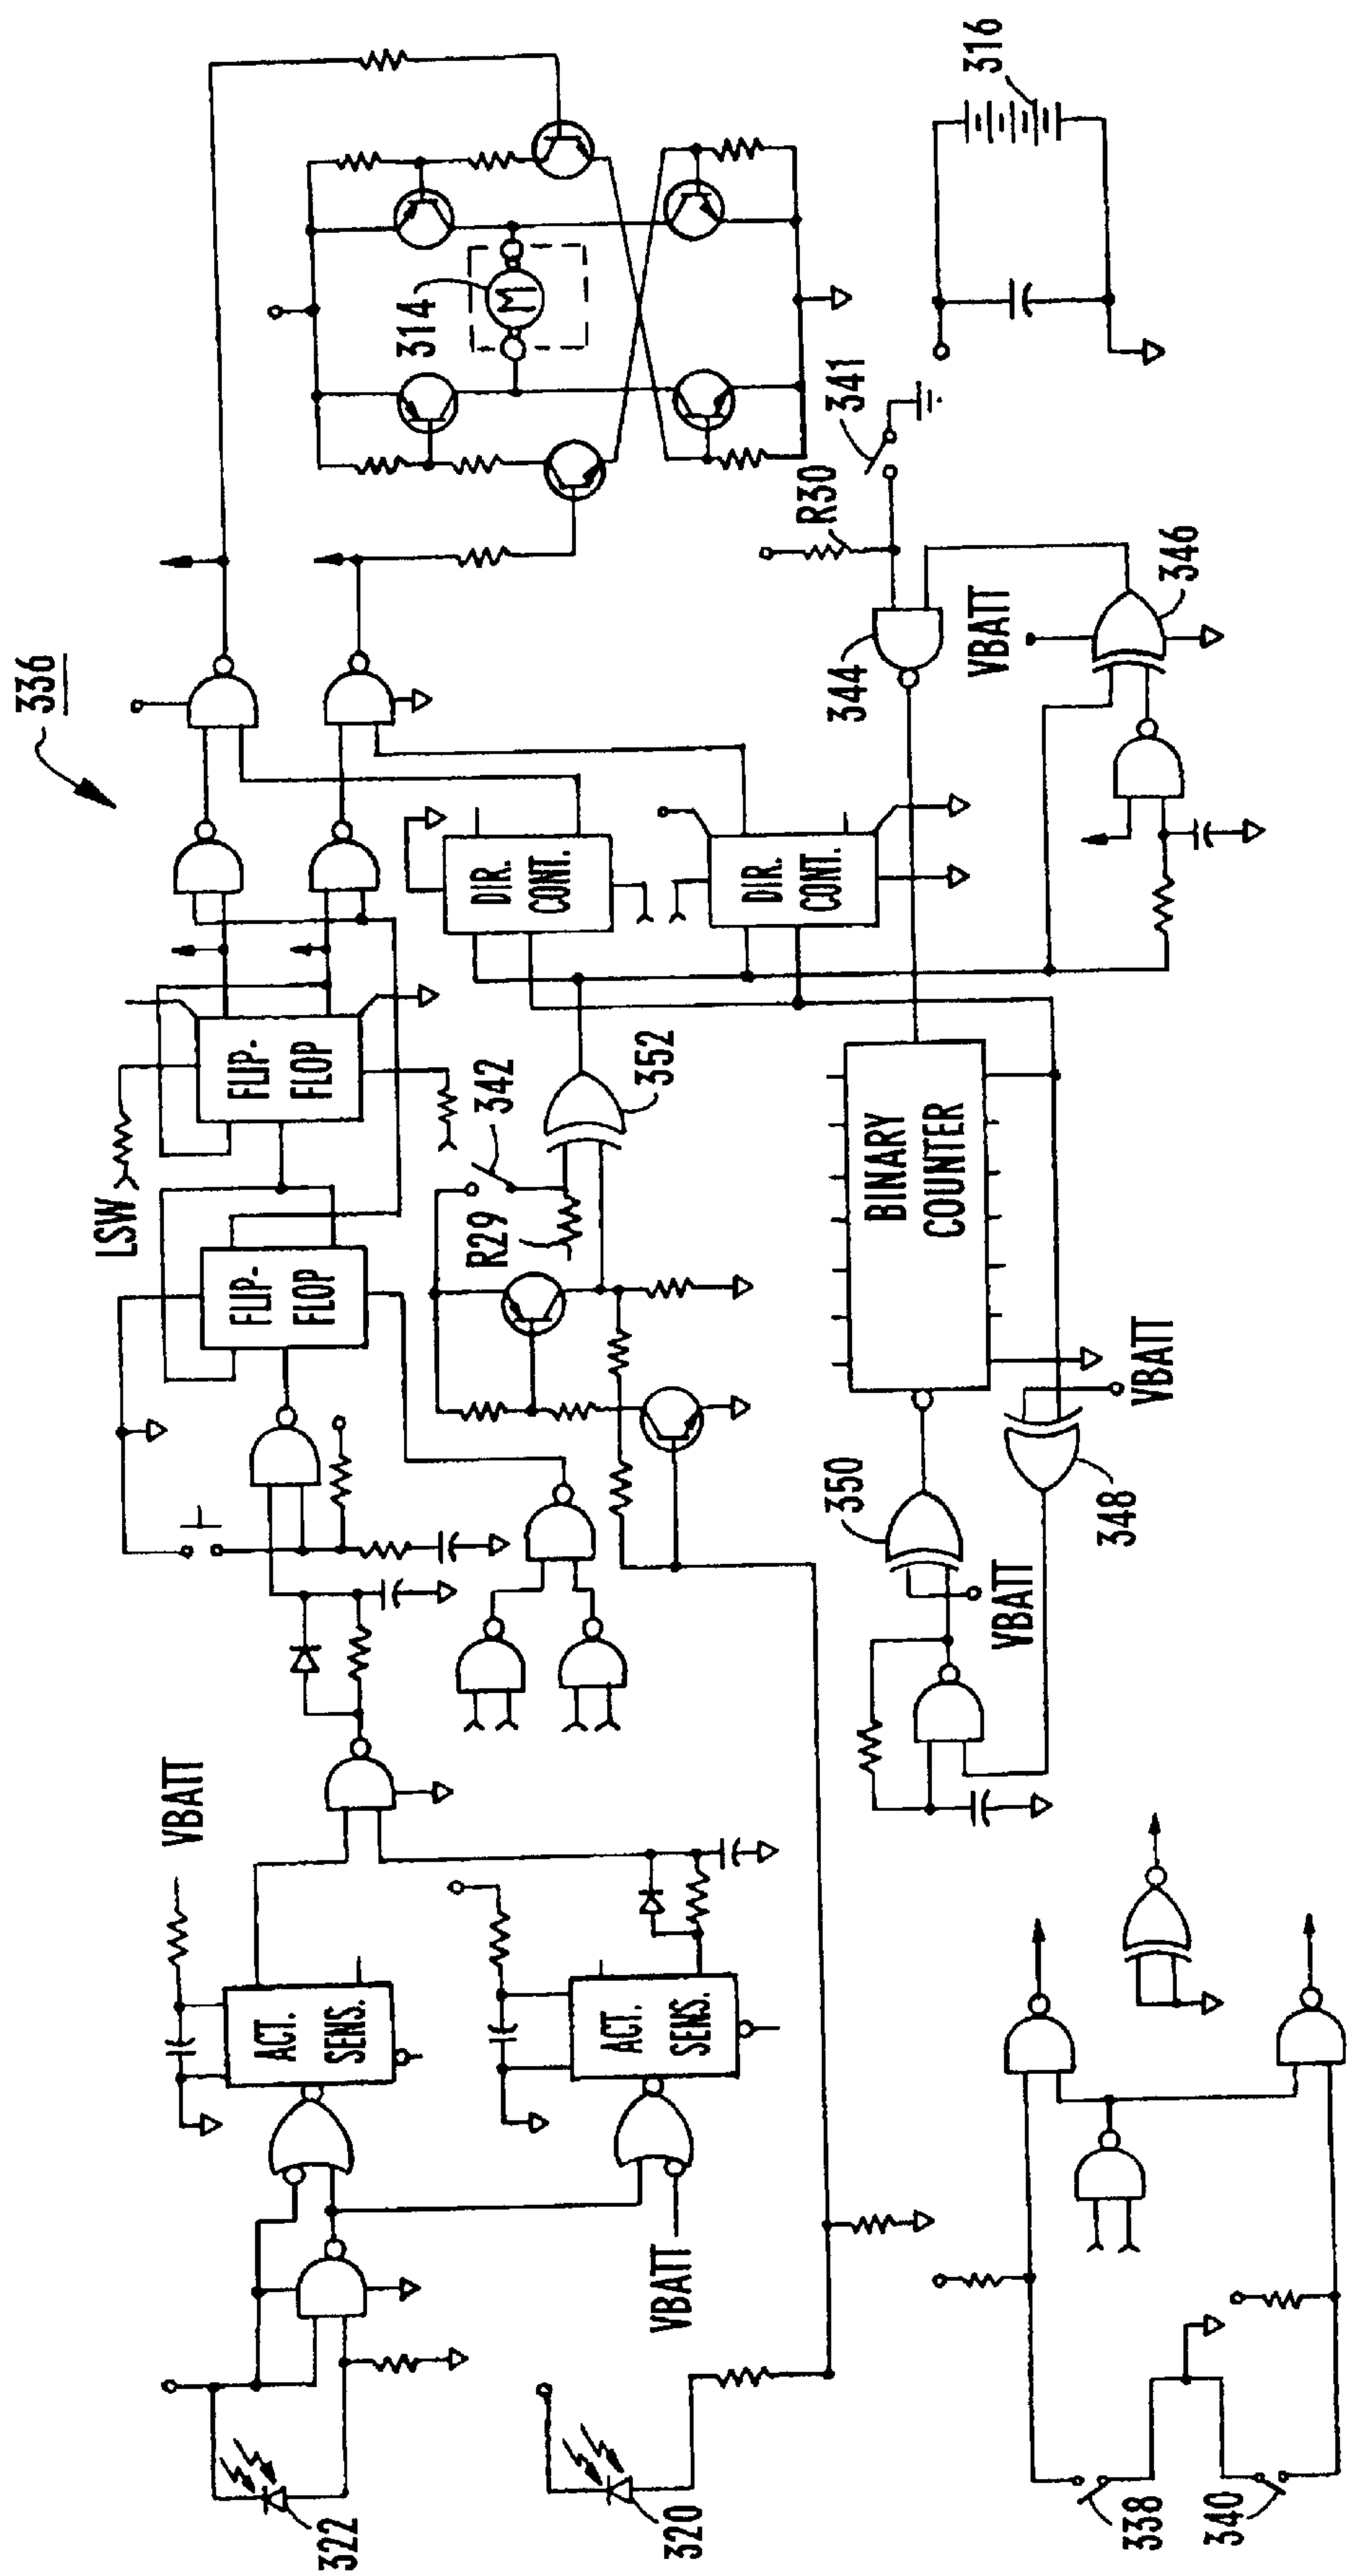 336
LSW
VBATT
ACT.
SENS.
ACT.
SENS.
VBATT
FLIP-
FLOP
FLIP-
FLOP
DIR.
CONT.
DIR.
CONT.
314
316
322
320
R29
342
352
R30
341
344
VBATT
346
BINARY
COUNTER
350
VBATT
348
VBATT
338
340
M